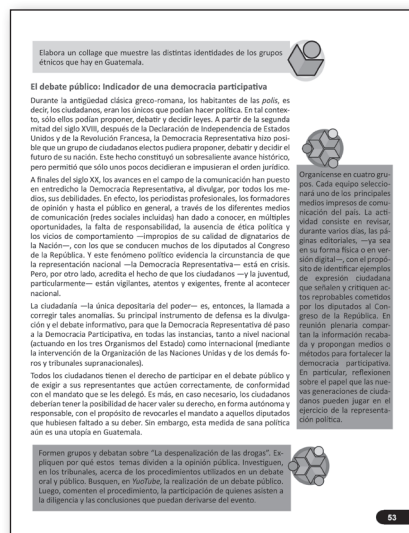 Elabora un collage que muestre las distintas identidades de los grupos
étnicos que hay en Guatemala.
El debate público: Indicador de una democracia participativa
Durante la antigüedad clásica greco-romana, los habitantes de las polis, es
decir, los ciudadanos, eran los únicos que podían hacer política. En tal contex-
to, sólo ellos podían proponer, debatir y decidir leyes. A partir de la segunda
mitad del siglo XVIII, después de la Declaración de Independencia de Estados
Unidos y de la Revolución Francesa, la Democracia Representativa hizo posi-
ble que un grupo de ciudadanos electos pudiera proponer, debatir y decidir el
futuro de su nación. Este hecho constituyó un sobresaliente avance histórico,
pero permitió que sólo unos pocos decidieran e impusieran el orden jurídico.
A finales del siglo XX, los avances en el campo de la comunicación han puesto
en entredicho la Democracia Representativa, al divulgar, por todos los me-
dios, sus debilidades. En efecto, los periodistas profesionales, los formadores
de opinión y hasta el público en general, a través de los diferentes medios
de comunicación (redes sociales incluidas) han dado a conocer, en múltiples
oportunidades, la falta de responsabilidad, la ausencia de ética política y
los vicios de comportamiento —impropios de su calidad de dignatarios de
la Nación—, con los que se conducen muchos de los diputados al Congreso
de la República. Y este fenómeno político evidencia la circunstancia de que
la representación nacional —la Democracia Representativa— está en crisis.
Pero, por otro lado, acredita el hecho de que los ciudadanos —y la juventud,
particularmente— están vigilantes, atentos y exigentes, frente al acontecer
nacional.
La ciudadanía —la única depositaria del poder— es, entonces, la llamada a
corregir tales anomalías. Su principal instrumento de defensa es la divulga-
ción y el debate informativo, para que la Democracia Representativa dé paso
a la Democracia Participativa, en todas las instancias, tanto a nivel nacional
(actuando en los tres Organismos del Estado) como internacional (mediante
la intervención de la Organización de las Naciones Unidas y de los demás fo-
ros y tribunales supranacionales).
Todos los ciudadanos tienen el derecho de participar en el debate público y
de exigir a sus representantes que actúen correctamente, de conformidad
con el mandato que se les delegó. Es más, en caso necesario, los ciudadanos
deberían tener la posibilidad de hacer valer su derecho, en forma autónoma y
responsable, con el propósito de revocarles el mandato a aquellos diputados
que hubiesen faltado a su deber. Sin embargo, esta medida de sana política
aún es una utopía en Guatemala.
Organícense en cuatro gru-
pos. Cada equipo seleccio-
nará uno de los principales
medios impresos de comu-
nicación del país. La acti-
vidad consiste en revisar,
durante varios días, las pá-
ginas editoriales, —ya sea
en su forma física o en ver-
sión digital—, con el propó-
sito de identificar ejemplos
de expresión ciudadana
que señalen y critiquen ac-
tos reprobables cometidos
por los diputados al Con-
greso de la República. En
reunión plenaria compar-
tan la información recaba-
da y propongan medios o
métodos para fortalecer la
democracia participativa.
En particular, reflexionen
sobre el papel que las nue-
vas generaciones de ciuda-
danos pueden jugar en el
ejercicio de la representa-
ción política.
Formen grupos y debatan sobre "La despenalización de las drogas". Ex-
pliquen por qué estos temas dividen a la opinión pública. Investiguen,
en los tribunales, acerca de los procedimientos utilizados en un debate
oral y público. Busquen, en YuoTube, la realización de un debate público.
Luego, comenten el procedimiento, la participación de quienes asisten a
la diligencia y las conclusiones que puedan derivarse del evento.
53